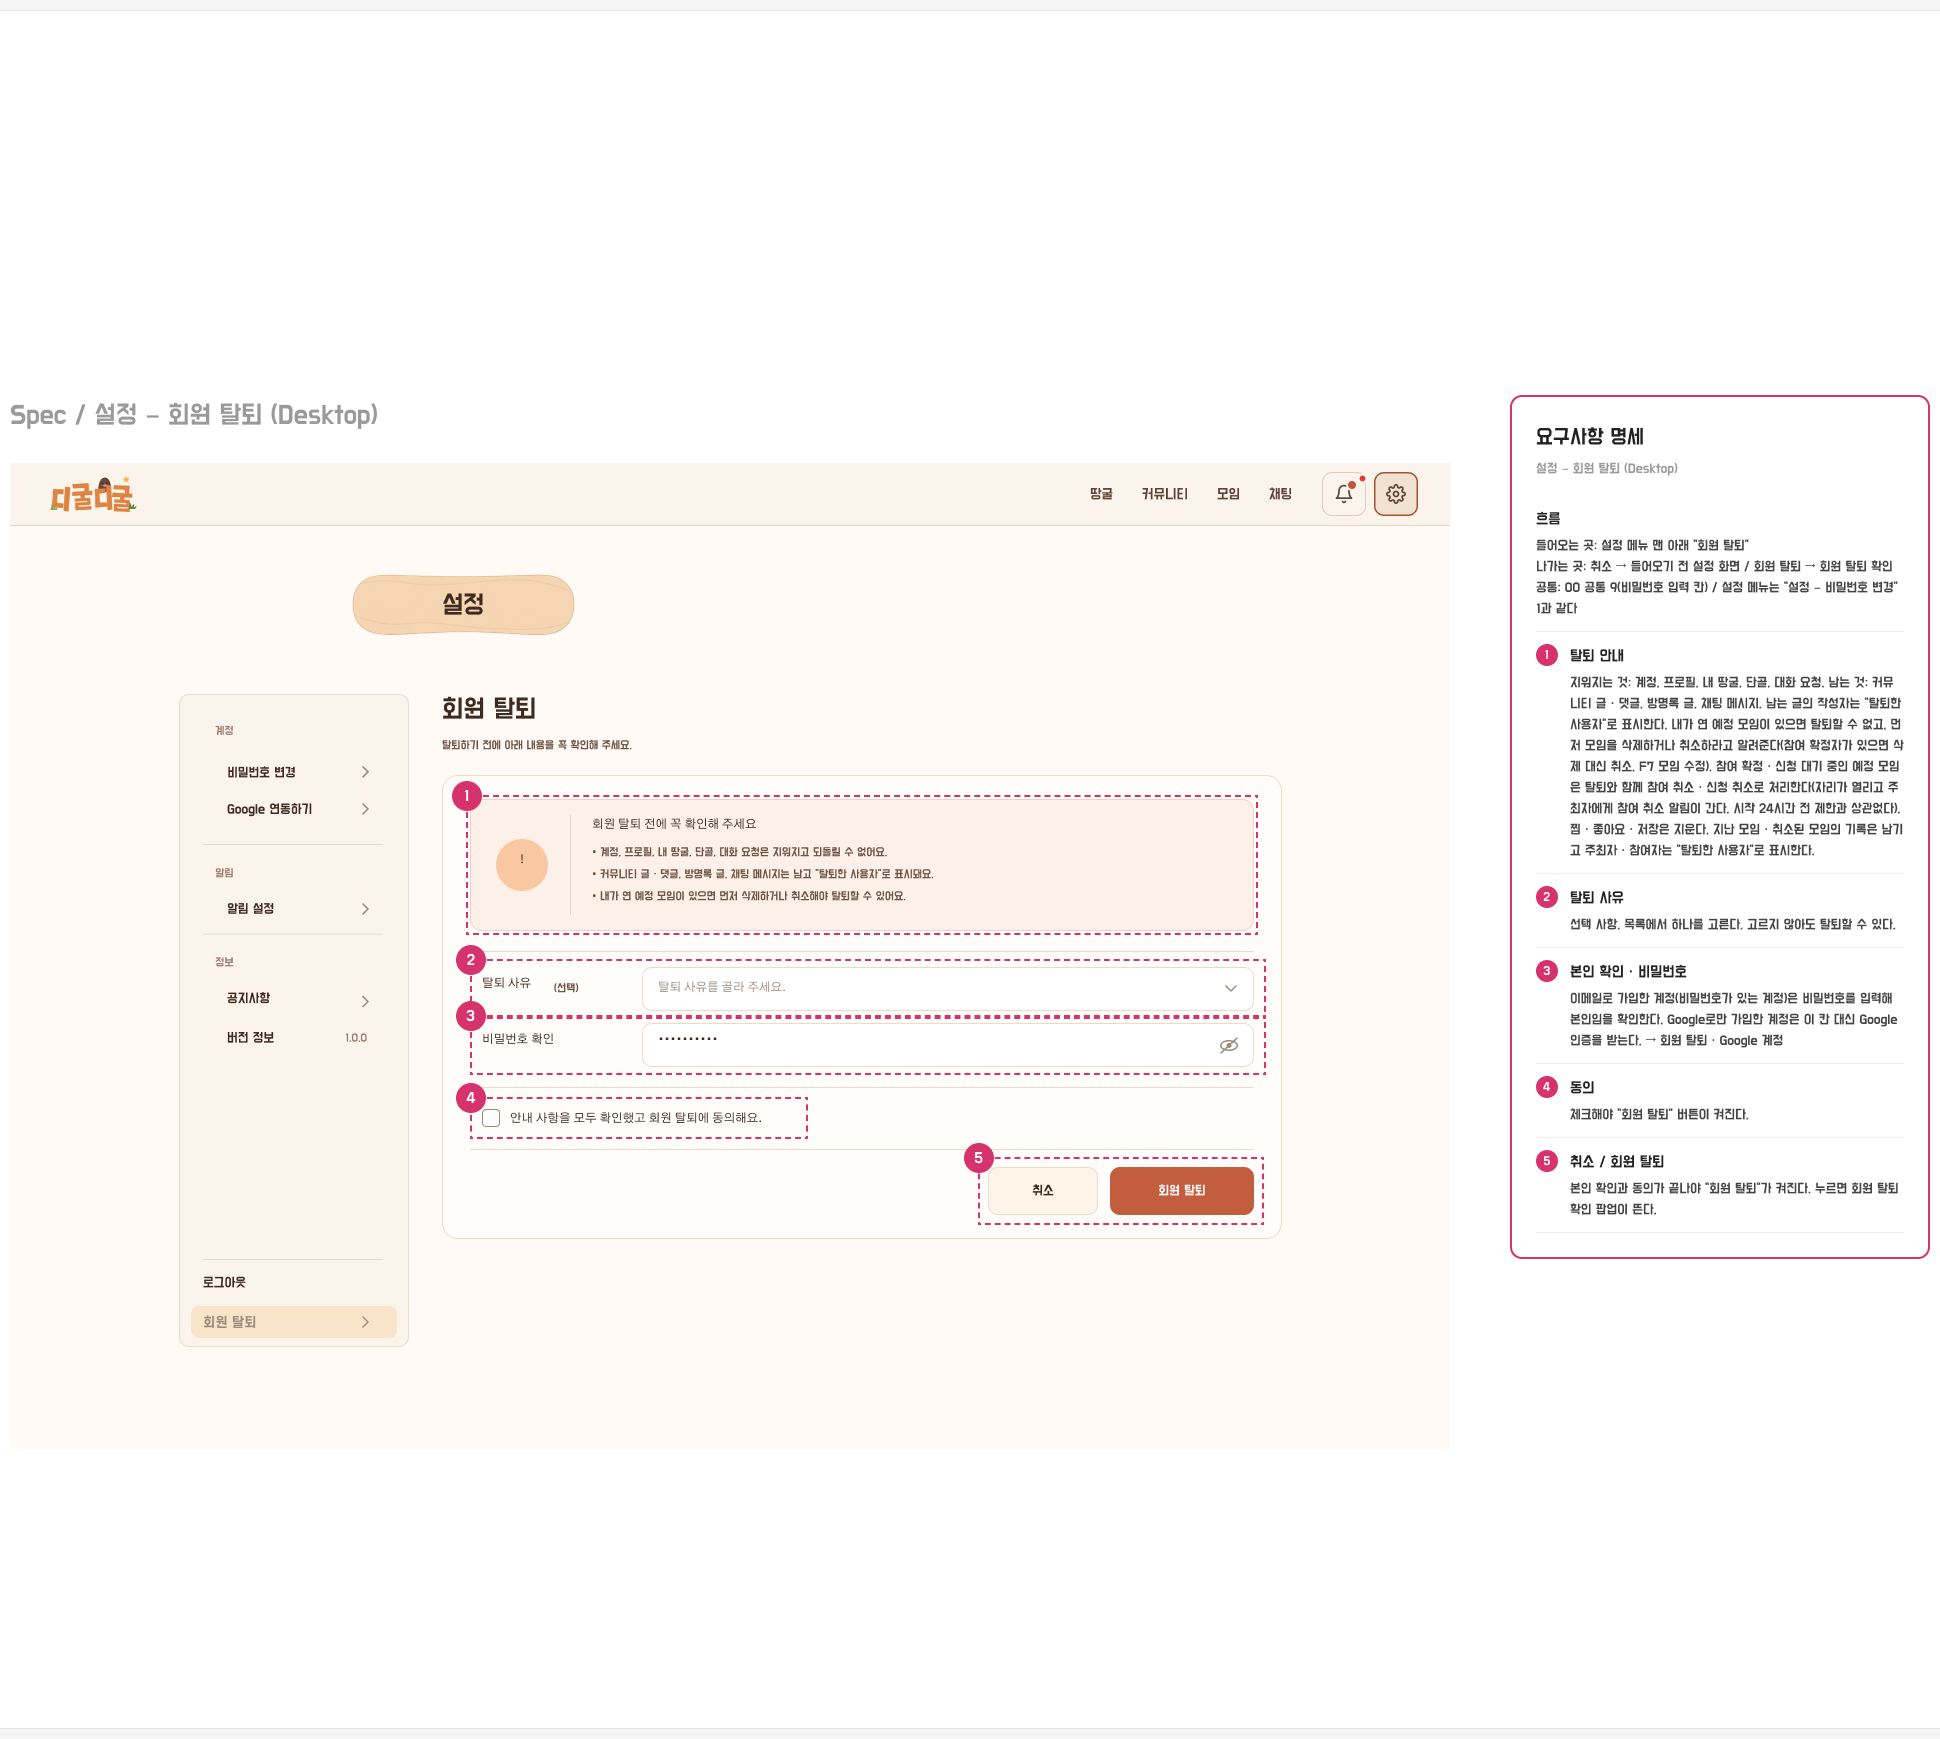 Spec / 설정 – 회원 탈퇴 (Desktop)
디굴디굴
땅굴 커뮤니티 모임 채팅
설정
계정
비밀번호 변경
Google 연동하기
알림
알림 설정
정보
공지사항
버전 정보 1.0.0
로그아웃
회원 탈퇴
회원 탈퇴
탈퇴하기 전에 아래 내용을 꼭 확인해 주세요.
1
!
회원 탈퇴 전에 꼭 확인해 주세요
• 계정, 프로필, 내 땅굴, 단골, 대화 요청은 지워지고 되돌릴 수 없어요.
• 커뮤니티 글 · 댓글, 방명록 글, 채팅 메시지는 남고 "탈퇴한 사용자"로 표시돼요.
• 내가 연 예정 모임이 있으면 먼저 삭제하거나 취소해야 탈퇴할 수 있어요.
2
탈퇴 사유 (선택) 탈퇴 사유를 골라 주세요.
3
비밀번호 확인 ••••••••••
4
안내 사항을 모두 확인했고 회원 탈퇴에 동의해요.
5
취소 회원 탈퇴
요구사항 명세
설정 – 회원 탈퇴 (Desktop)
흐름
들어오는 곳: 설정 메뉴 맨 아래 "회원 탈퇴"
나가는 곳: 취소 → 들어오기 전 설정 화면 / 회원 탈퇴 → 회원 탈퇴 확인
공통: 00 공통 9(비밀번호 입력 칸) / 설정 메뉴는 "설정 – 비밀번호 변경"
1과 같다
1 탈퇴 안내
지워지는 것: 계정, 프로필, 내 땅굴, 단골, 대화 요청. 남는 것: 커뮤
니티 글 · 댓글, 방명록 글, 채팅 메시지. 남는 글의 작성자는 "탈퇴한
사용자"로 표시한다. 내가 연 예정 모임이 있으면 탈퇴할 수 없고, 먼
저 모임을 삭제하거나 취소하라고 알려준다(참여 확정자가 있으면 삭
제 대신 취소, F7 모임 수정). 참여 확정 · 신청 대기 중인 예정 모임
은 탈퇴와 함께 참여 취소 · 신청 취소로 처리한다(자리가 열리고 주
최자에게 참여 취소 알림이 간다. 시작 24시간 전 제한과 상관없다).
찜 · 좋아요 · 저장은 지운다. 지난 모임 · 취소된 모임의 기록은 남기
고 주최자 · 참여자는 "탈퇴한 사용자"로 표시한다.
2 탈퇴 사유
선택 사항. 목록에서 하나를 고른다. 고르지 않아도 탈퇴할 수 있다.
3 본인 확인 · 비밀번호
이메일로 가입한 계정(비밀번호가 있는 계정)은 비밀번호를 입력해
본인임을 확인한다. Google로만 가입한 계정은 이 칸 대신 Google
인증을 받는다. → 회원 탈퇴 · Google 계정
4 동의
체크해야 "회원 탈퇴" 버튼이 켜진다.
5 취소 / 회원 탈퇴
본인 확인과 동의가 끝나야 "회원 탈퇴"가 켜진다. 누르면 회원 탈퇴
확인 팝업이 뜬다.